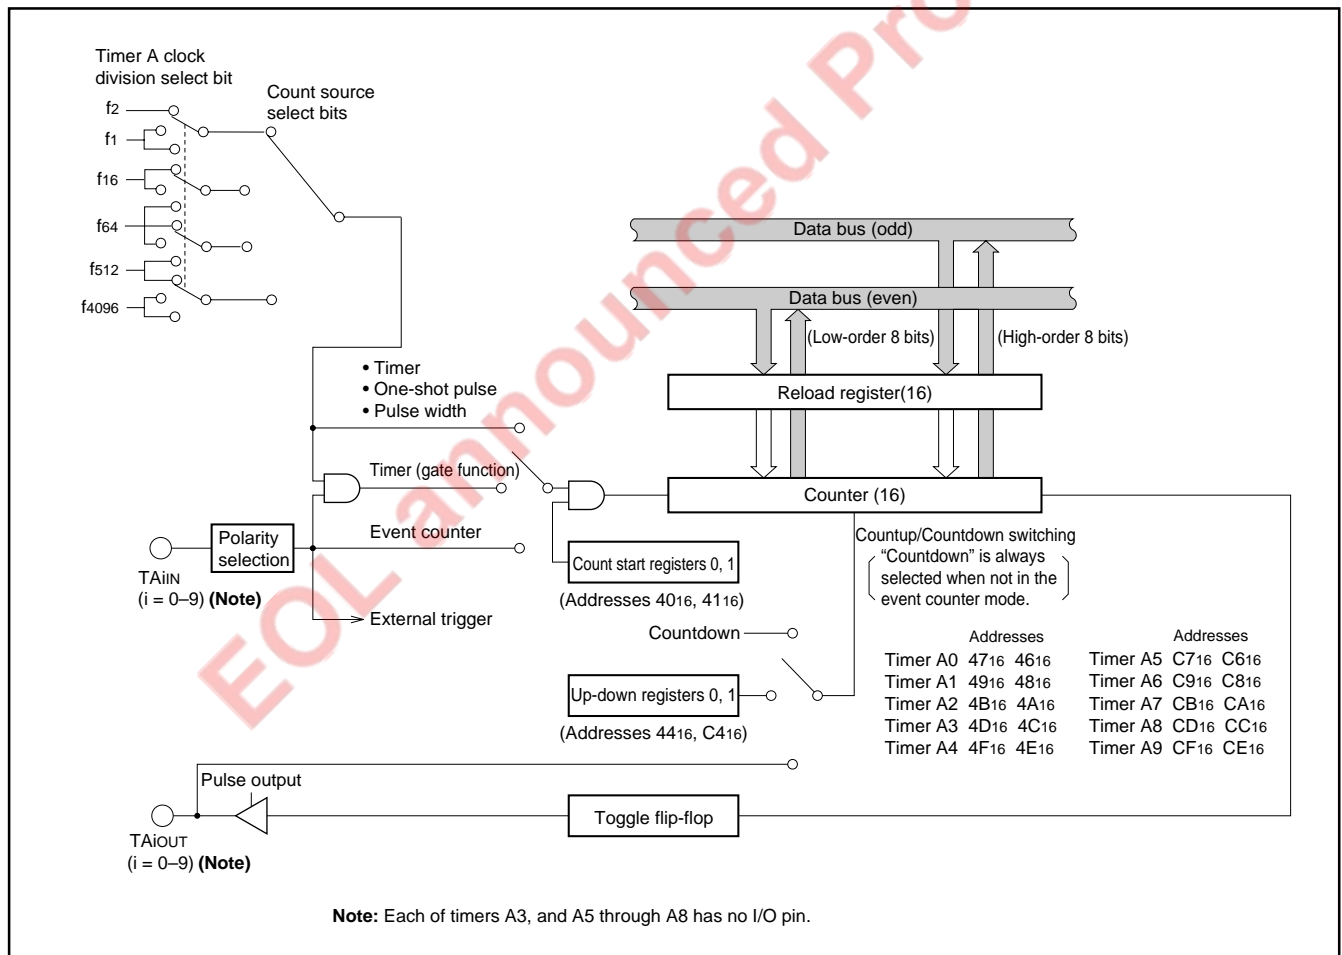 Timer A clock
division select bit
Count source
select bits
f2
f1
f16
f64
f512
f4096
Data bus (odd)
Data bus (even)
(Low-order 8 bits)
(High-order 8 bits)
• Timer
• One-shot pulse
• Pulse width
Reload register(16)
Timer (gate function)
Counter (16)
Polarity
selection
Event counter
TAiIN
(i = 0–9) (Note)
External trigger
Count start registers 0, 1
(Addresses 4016, 4116)
Countup/Countdown switching
“Countdown” is always
selected when not in the
event counter mode.
Countdown
Up-down registers 0, 1
(Addresses 4416, C416)
Addresses
Timer A0 4716 4616
Timer A1 4916 4816
Timer A2 4B16 4A16
Timer A3 4D16 4C16
Timer A4 4F16 4E16
Addresses
Timer A5 C716 C616
Timer A6 C916 C816
Timer A7 CB16 CA16
Timer A8 CD16 CC16
Timer A9 CF16 CE16
Pulse output
Toggle flip-flop
TAiOUT
(i = 0–9) (Note)
Note: Each of timers A3, and A5 through A8 has no I/O pin.
EOL announced Pro